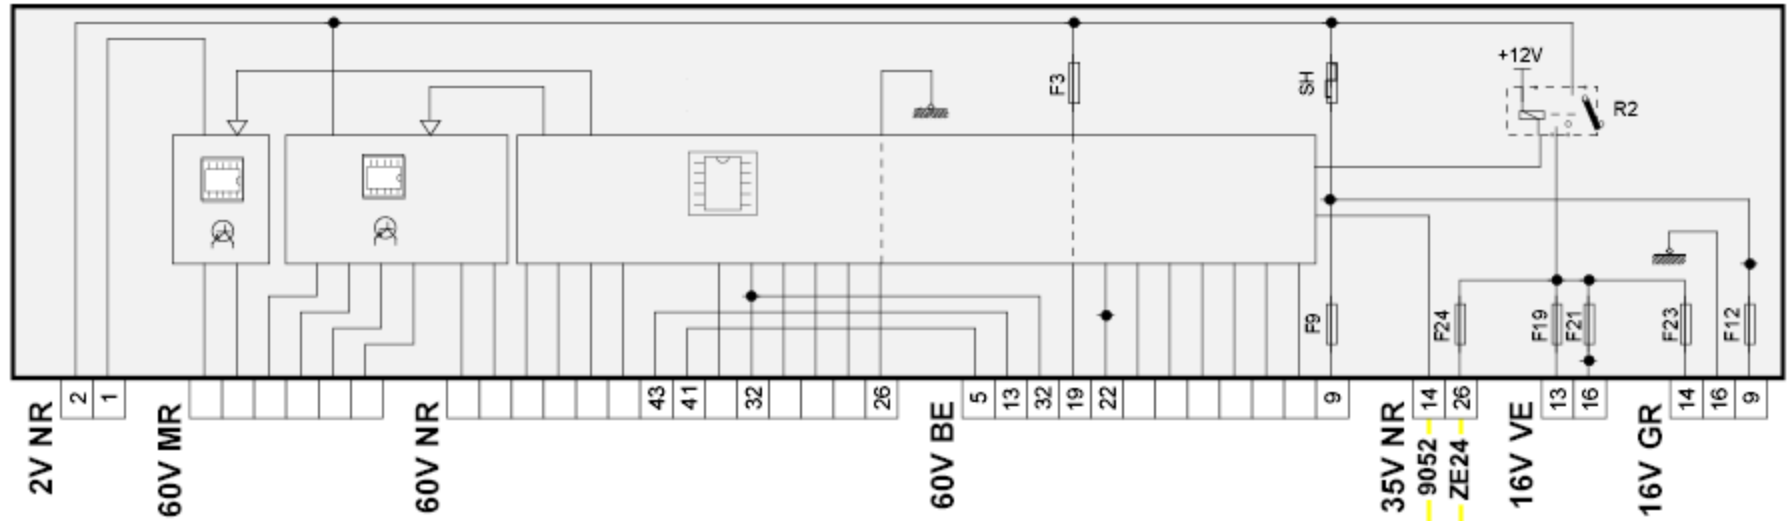 +12V
F3
SH
R2
F9
F24
F19
F21
F23
F12
2
1
43
41
32
26
5
13
32
19
22
9
14
26
13
16
14
16
9
2V NR
60V MR
60V NR
60V BE
35V NR
9052
ZE24
16V VE
16V GR